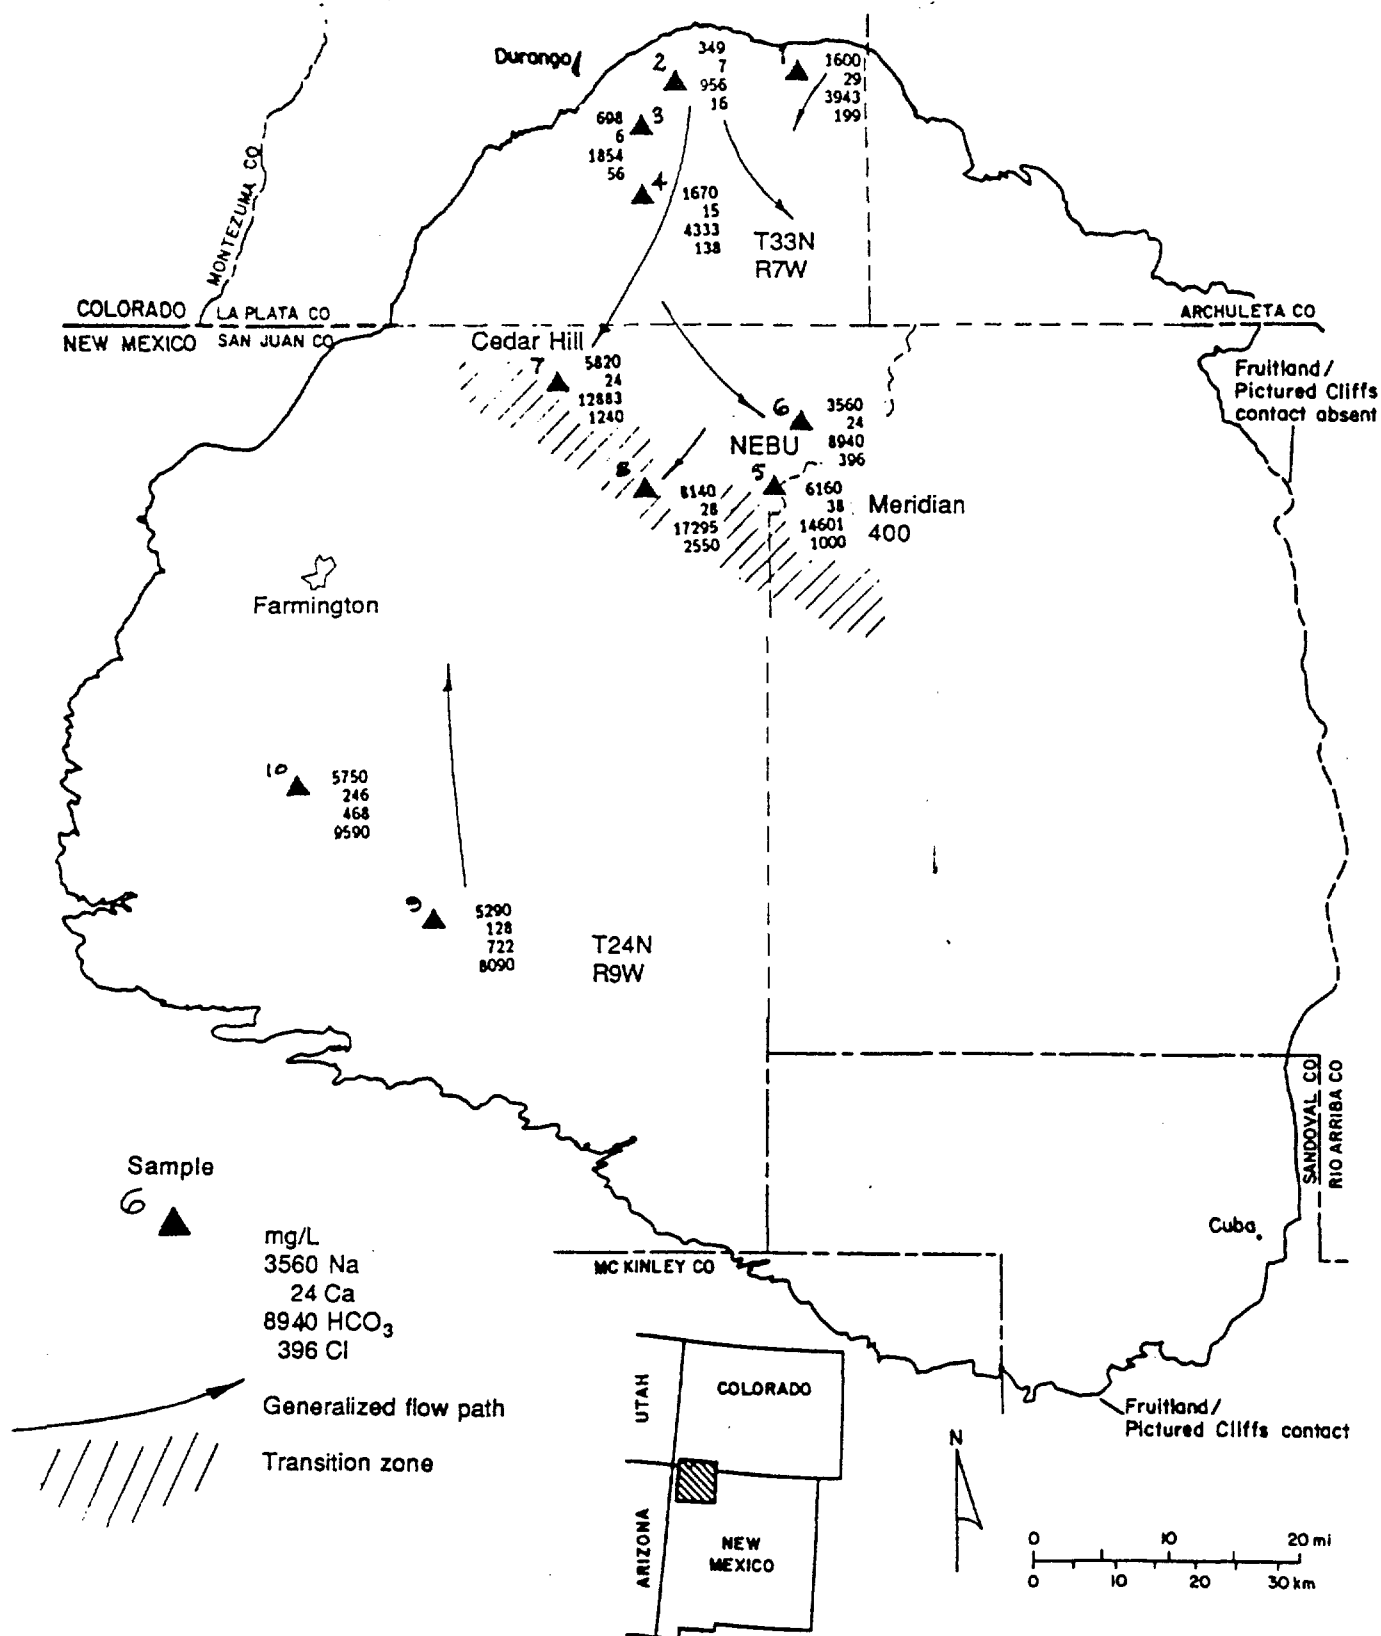 Durango
2
349
7
956
16
1
1600
29
3943
199
3
698
6
1854
56
4
1670
15
4333
138
T33N
R7W
MONTEZUMA CO
COLORADO
LA PLATA CO
ARCHULETA CO
NEW MEXICO
SAN JUAN CO
Cedar Hill
7
5820
24
12883
1240
Fruitland/
Pictured Cliffs
contact absent
6
3560
24
8940
396
NEBU
8
8140
28
17295
2550
5
6160
38
14601
1000
Meridian
400
Farmington
10
5750
246
468
9590
9
5290
128
722
8090
T24N
R9W
SANDOVAL CO
RIO ARRIBA CO
Cuba
MC KINLEY CO
Sample
6
mg/L
3560 Na
24 Ca
8940 HCO3
396 Cl
Generalized flow path
Transition zone
UTAH
COLORADO
ARIZONA
NEW
MEXICO
Fruitland/
Pictured Cliffs contact
N
0 10 20 mi
0 10 20 30 km